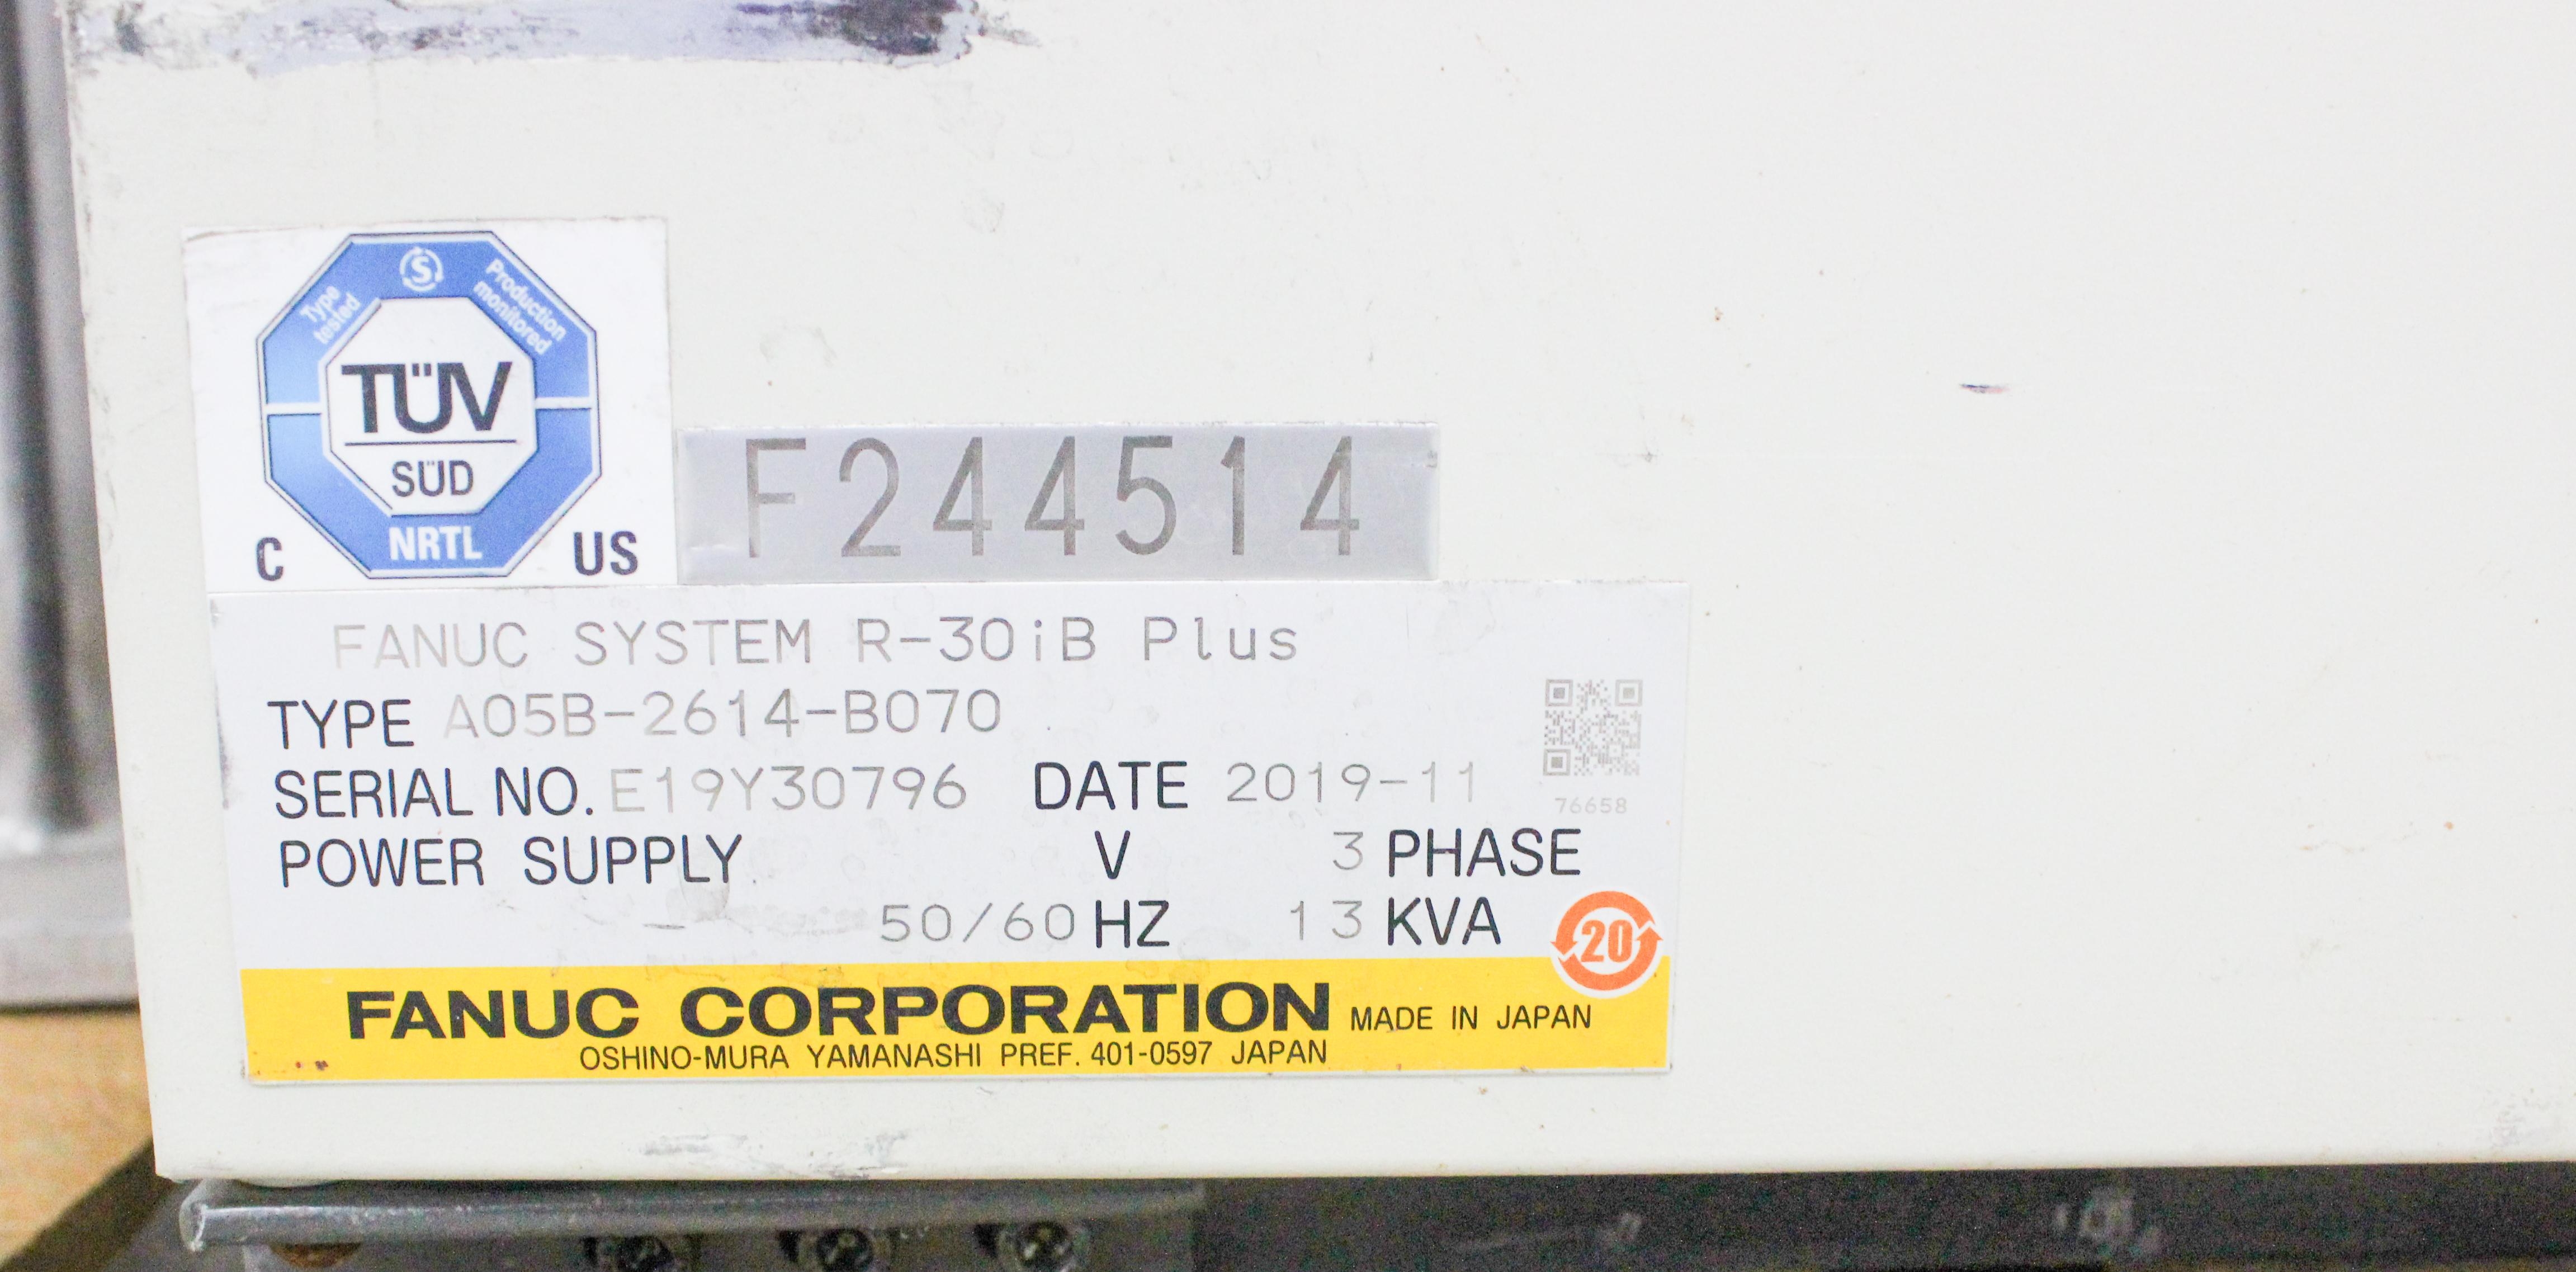 S
Type
tested
Production
monitored
TÜV
SÜD
NRTL
C US
F244514
FANUC SYSTEM R-30iB Plus
TYPE A05B-2614-B070
SERIAL NO. E19Y30796 DATE 2019-11
76658
POWER SUPPLY V 3 PHASE
50/60 HZ 13 KVA
20
FANUC CORPORATION MADE IN JAPAN
OSHINO-MURA YAMANASHI PREF. 401-0597 JAPAN